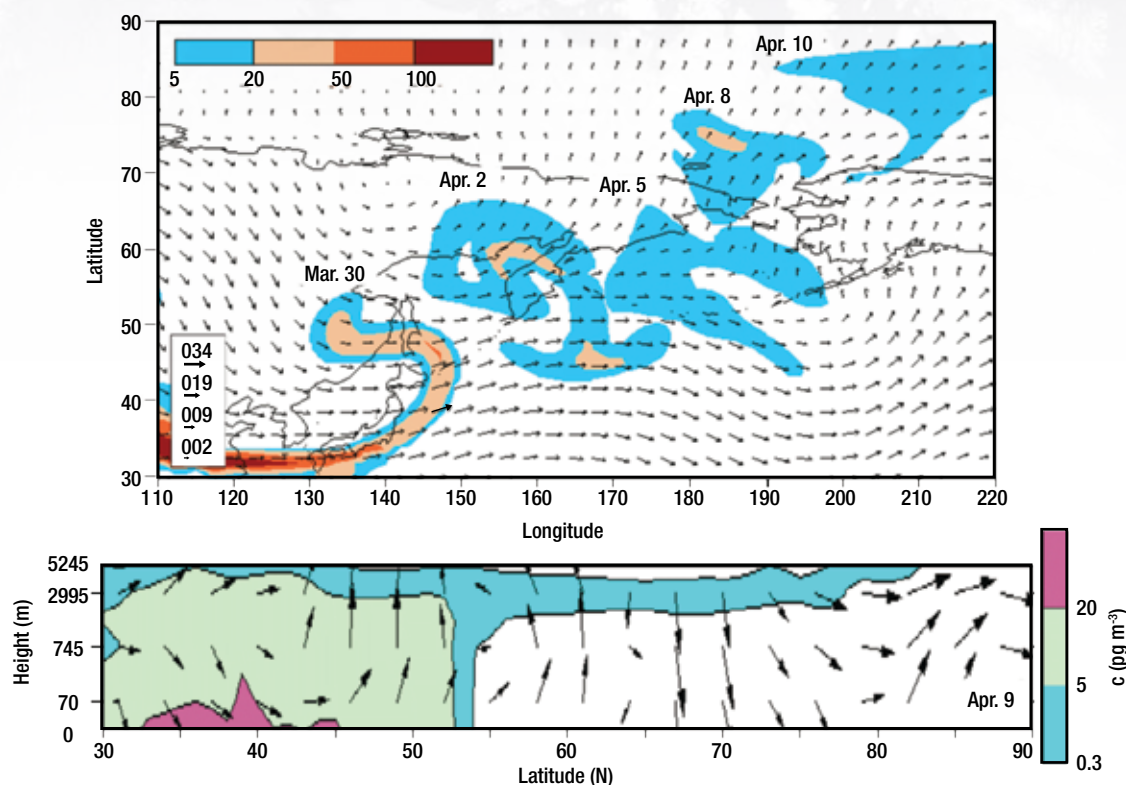 90
80
70
60
50
40
30
Latitude
5 20 50 100
Apr. 10
Apr. 8
Apr. 2
Apr. 5
Mar. 30
034
019
009
002
110 120 130 140 150 160 170 180 190 200 210 220
Longitude
5245
2995
745
70
0
Height (m)
Apr. 9
30 40 50 60 70 80 90
Latitude (N)
20
5
0.3
c (pg m-3)